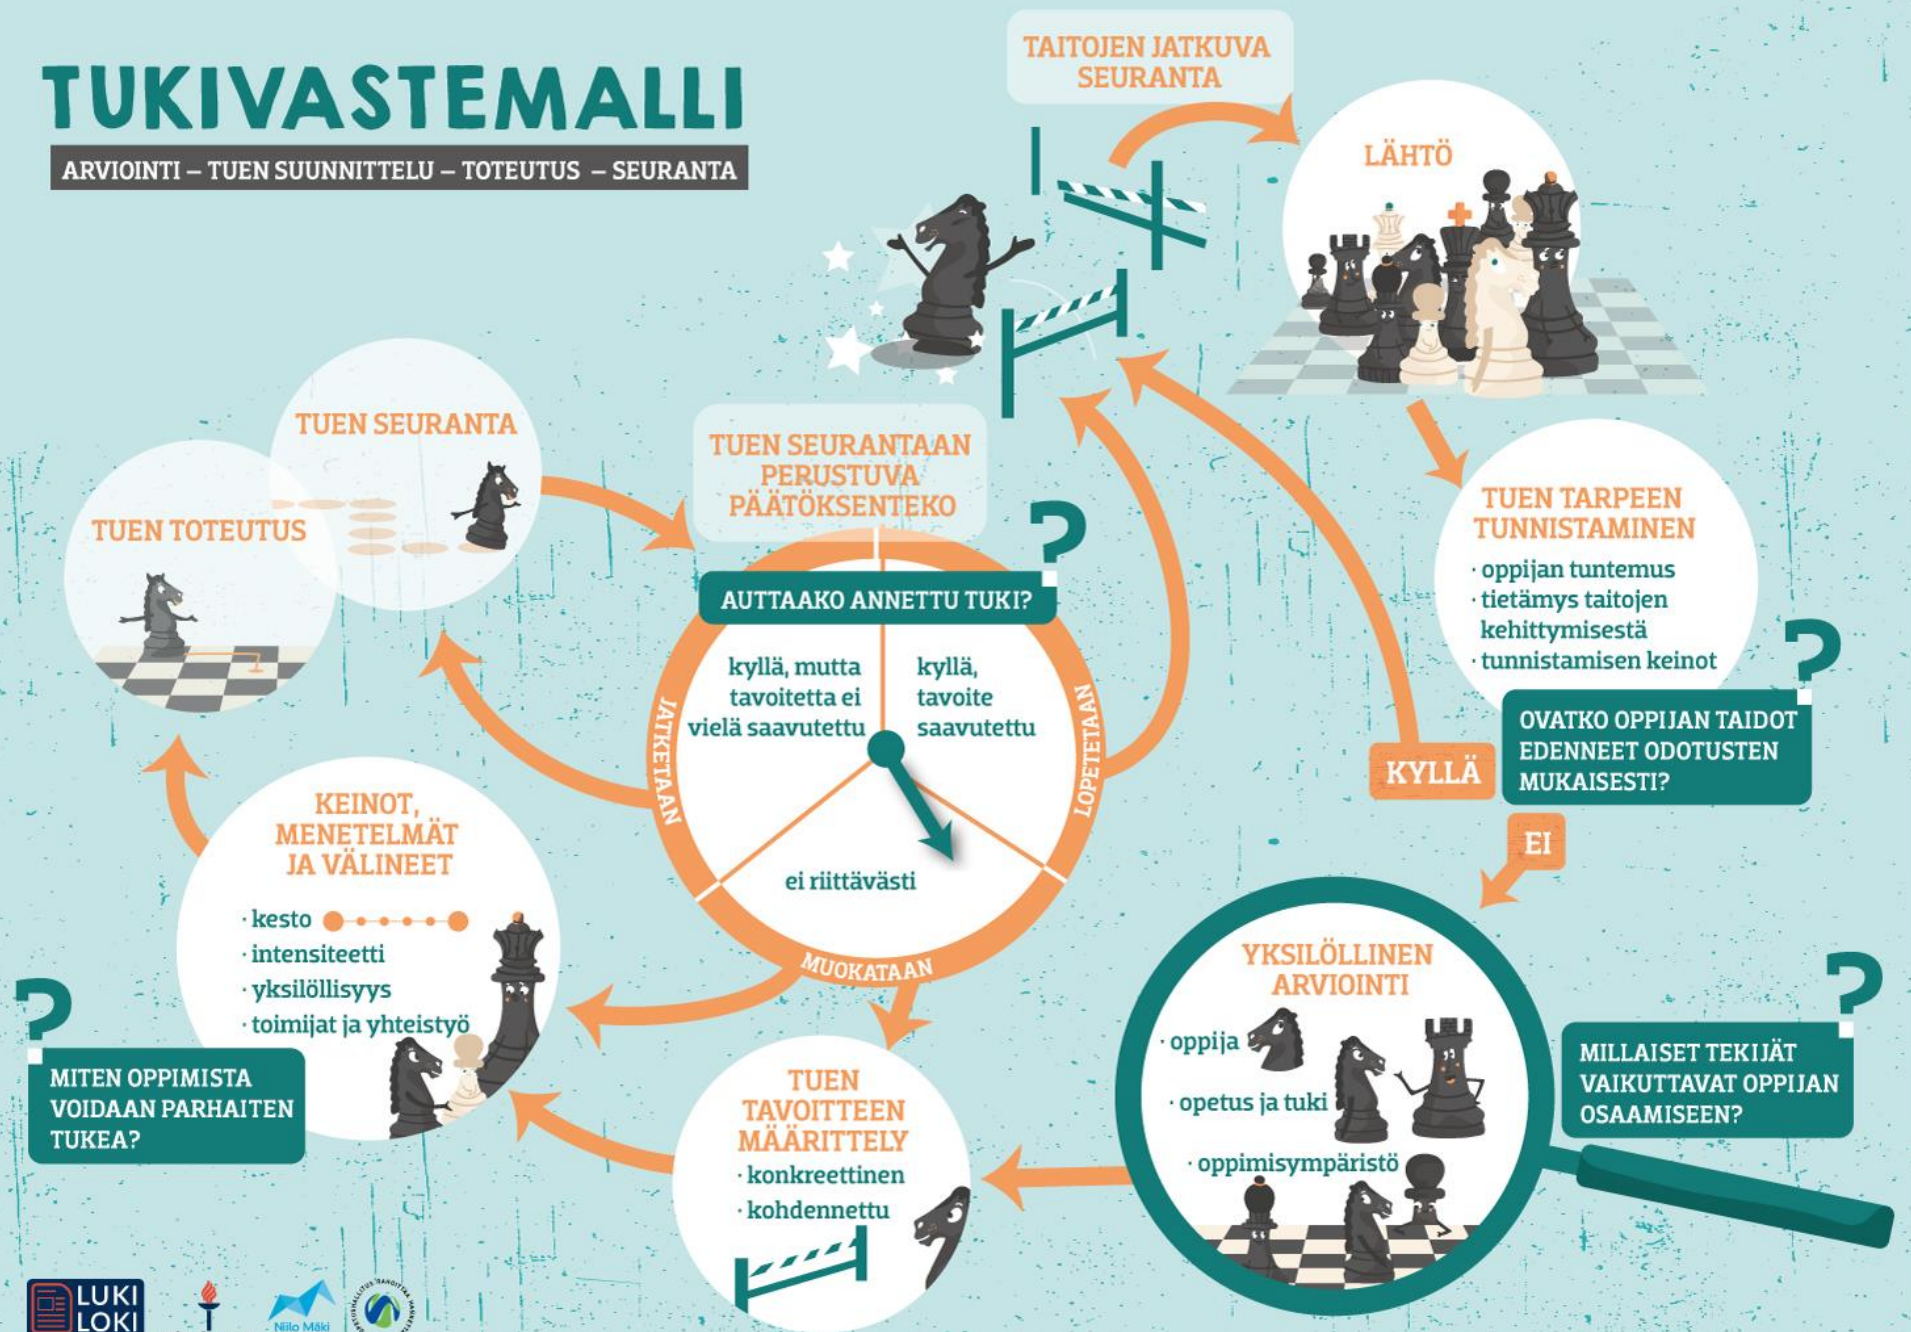 TUKIVASTEMALLI
ARVIOINTI – TUEN SUUNNITTELU – TOTEUTUS – SEURANTA
TAITOJEN JATKUVA
SEURANTA
LÄHTÖ
TUEN TARPEEN
TUNNISTAMINEN
· oppijan tuntemus
· tietämys taitojen
kehittymisestä
· tunnistamisen keinot
?
OVATKO OPPIJAN TAIDOT
EDENNEET ODOTUSTEN
MUKAISESTI?
KYLLÄ
EI
YKSILÖLLINEN
ARVIOINTI
· oppija
· opetus ja tuki
· oppimisympäristö
?
MILLAISET TEKIJÄT
VAIKUTTAVAT OPPIJAN
OSAAMISEEN?
TUEN
TAVOITTEEN
MÄÄRITTELY
· konkreettinen
· kohdennettu
KEINOT,
MENETELMÄT
JA VÄLINEET
· kesto
· intensiteetti
· yksilöllisyys
· toimijat ja yhteistyö
?
MITEN OPPIMISTA
VOIDAAN PARHAITEN
TUKEA?
TUEN TOTEUTUS
TUEN SEURANTA
TUEN SEURANTAAN
PERUSTUVA
PÄÄTÖKSENTEKO
?
AUTTAAKO ANNETTU TUKI?
kyllä, mutta
tavoitetta ei
vielä saavutettu
kyllä,
tavoite
saavutettu
ei riittävästi
JATKETAAN
LOPETETAAN
MUOKATAAN
LUKI
LOKI
Niilo Mäki